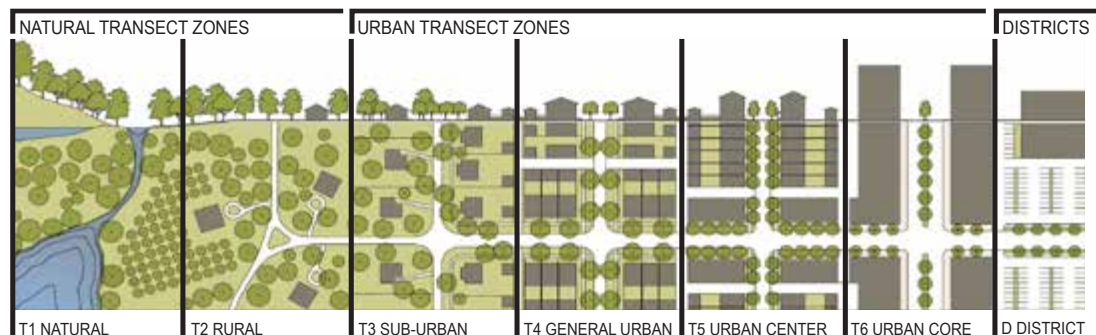 NATURAL TRANSECT ZONES
URBAN TRANSECT ZONES
DISTRICTS
T1 NATURAL
T2 RURAL
T3 SUB-URBAN
T4 GENERAL URBAN
T5 URBAN CENTER
T6 URBAN CORE
D DISTRICT